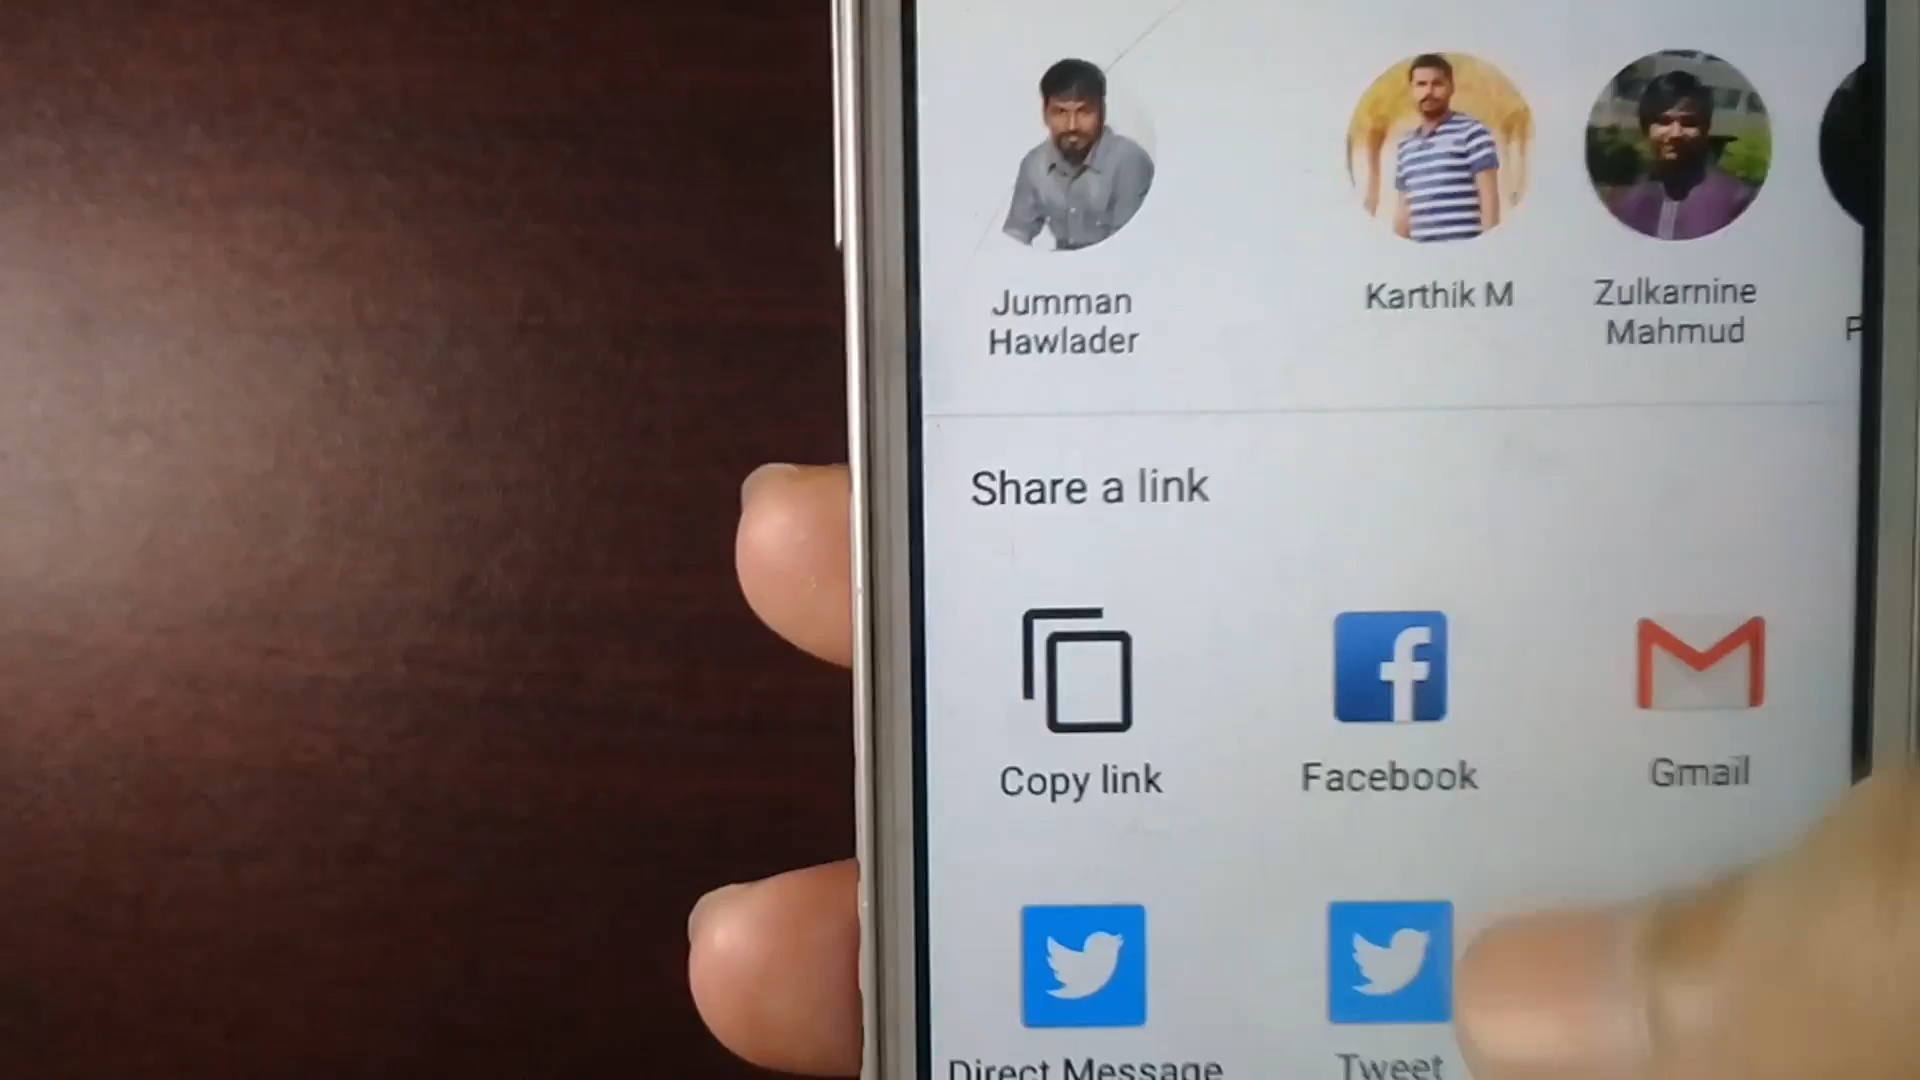 Jumman
Hawlader
Karthik M
Zulkarnine
Mahmud
P
Share a link
Copy link
Facebook
Gmail
Direct Message
Tweet